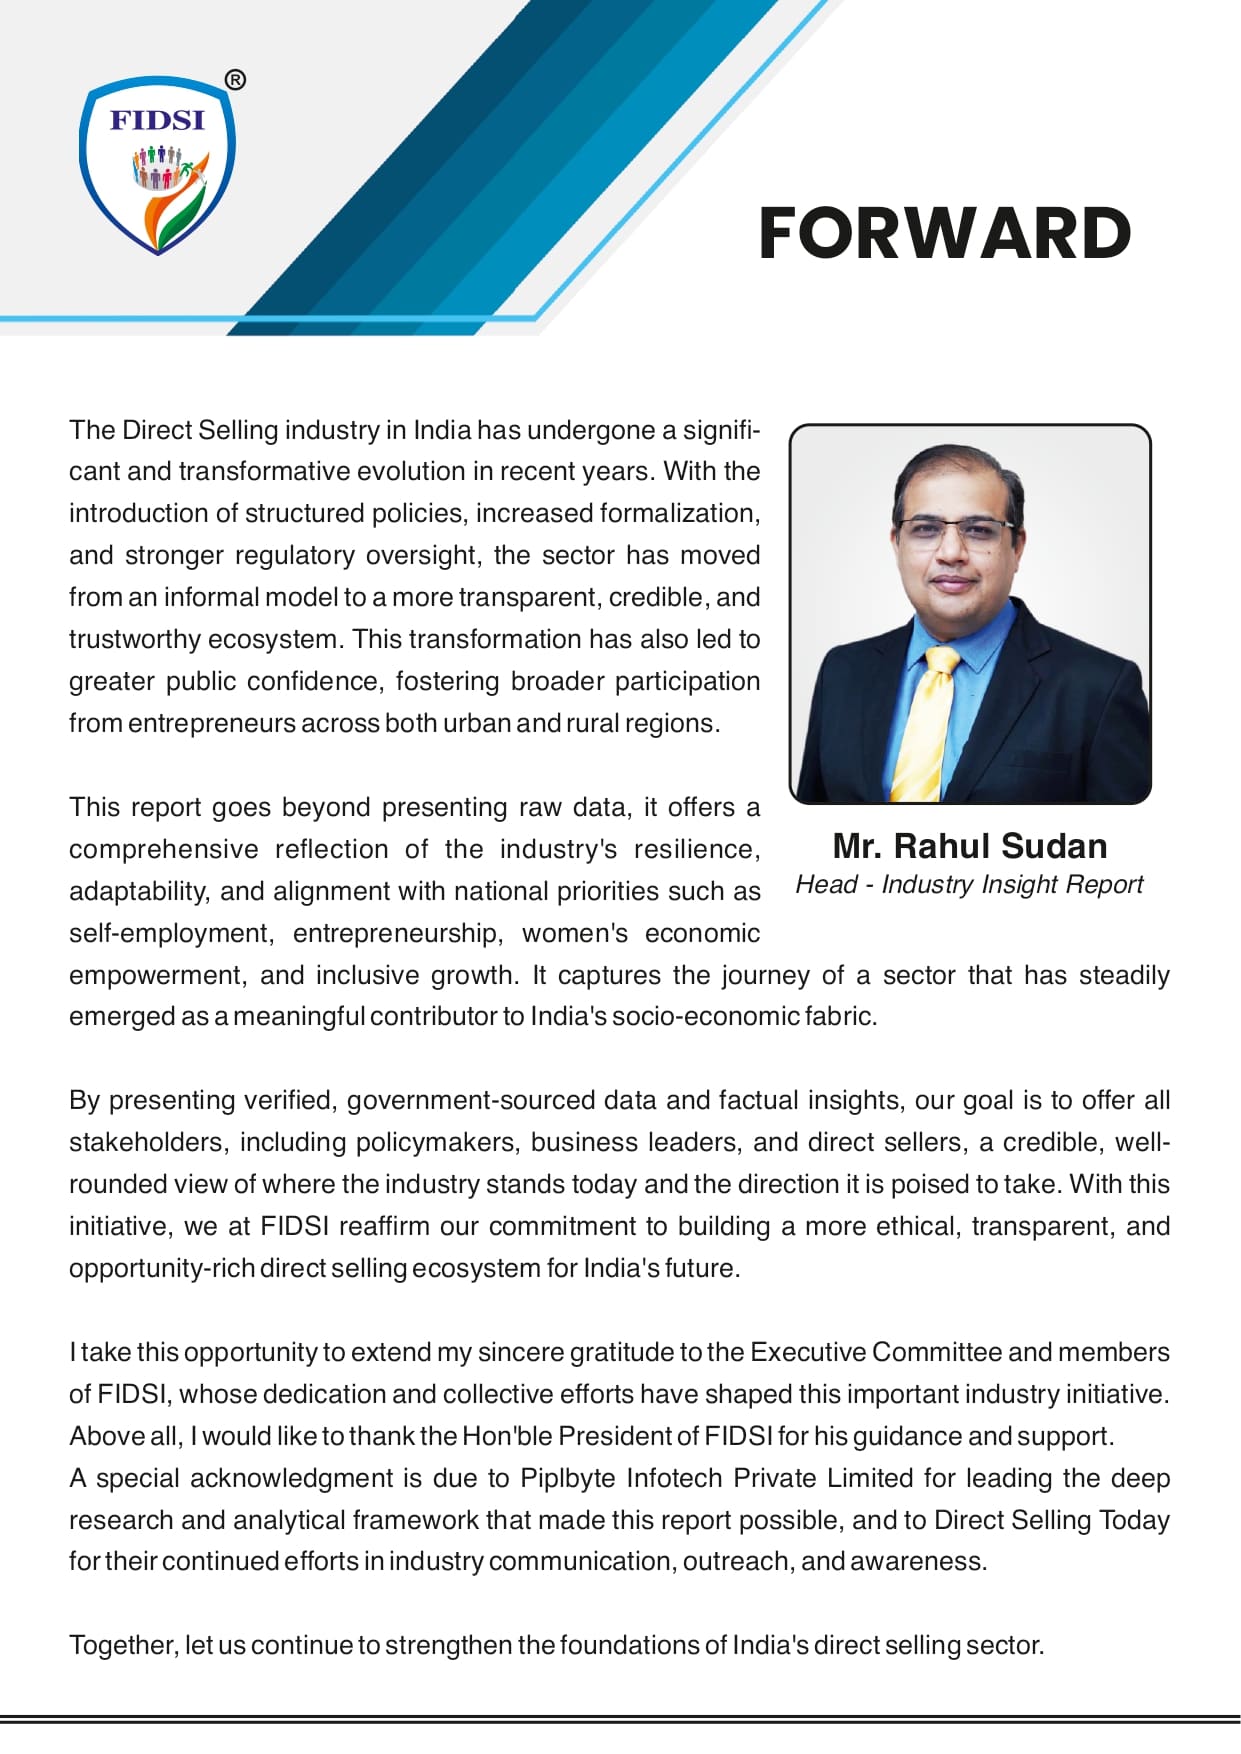 ®
FIDSI
FORWARD
The Direct Selling industry in India has undergone a signifi-
cant and transformative evolution in recent years. With the
introduction of structured policies, increased formalization,
and stronger regulatory oversight, the sector has moved
from an informal model to a more transparent, credible, and
trustworthy ecosystem. This transformation has also led to
greater public confidence, fostering broader participation
from entrepreneurs across both urban and rural regions.
This report goes beyond presenting raw data, it offers a
comprehensive reflection of the industry's resilience,
adaptability, and alignment with national priorities such as
self-employment, entrepreneurship, women's economic
Mr. Rahul Sudan
Head - Industry Insight Report
empowerment, and inclusive growth. It captures the journey of a sector that has steadily
emerged as a meaningful contributor to India's socio-economic fabric.
By presenting verified, government-sourced data and factual insights, our goal is to offer all
stakeholders, including policymakers, business leaders, and direct sellers, a credible, well-
rounded view of where the industry stands today and the direction it is poised to take. With this
initiative, we at FIDSI reaffirm our commitment to building a more ethical, transparent, and
opportunity-rich direct selling ecosystem for India's future.
I take this opportunity to extend my sincere gratitude to the Executive Committee and members
of FIDSI, whose dedication and collective efforts have shaped this important industry initiative.
Above all, I would like to thank the Hon'ble President of FIDSI for his guidance and support.
A special acknowledgment is due to Piplbyte Infotech Private Limited for leading the deep
research and analytical framework that made this report possible, and to Direct Selling Today
for their continued efforts in industry communication, outreach, and awareness.
Together, let us continue to strengthen the foundations of India's direct selling sector.